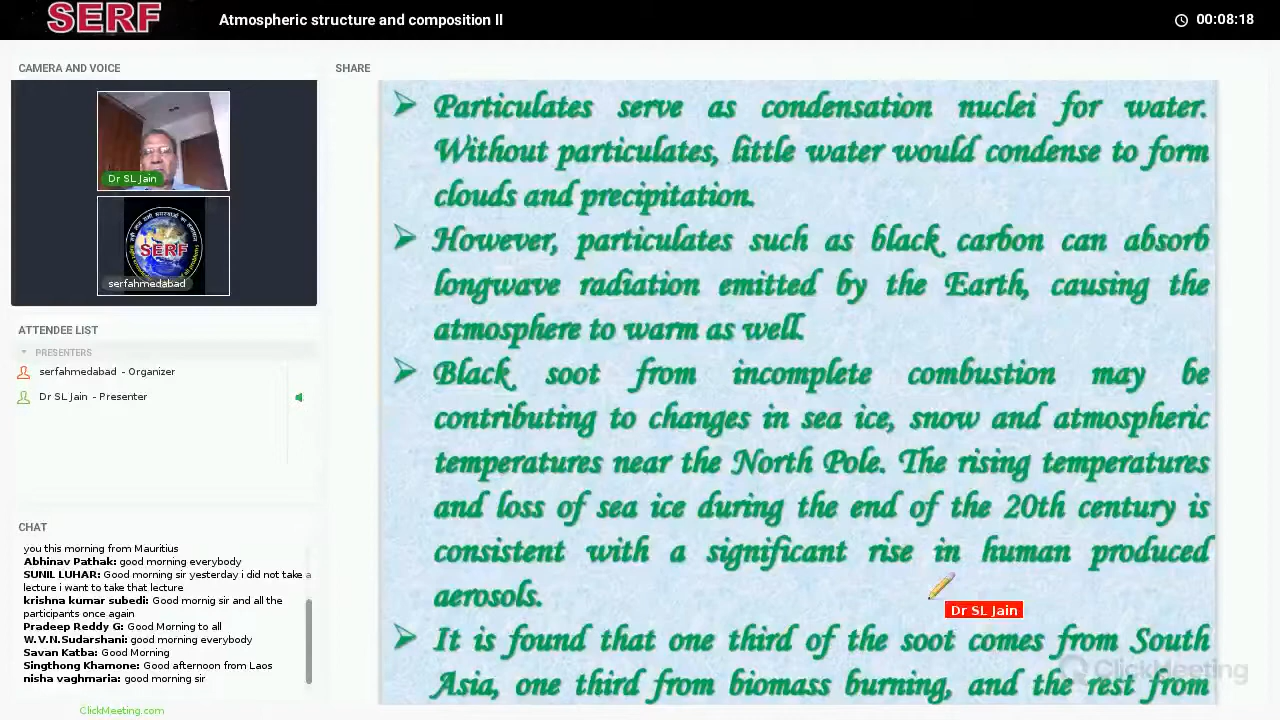 SERF
Atmospheric structure and composition II
00:08:18
CAMERA AND VOICE
SHARE
Dr SL Jain
SERF
serfahmedabad
ATTENDEE LIST
PRESENTERS
serfahmedabad - Organizer
Dr SL Jain - Presenter
CHAT
you this morning from Mauritius
Abhinav Pathak: good morning everybody
SUNIL LUHAR: Good morning sir yesterday i did not take a
lecture i want to take that lecture
krishna kumar subedi: Good mornig sir and all the
participants once again
Pradeep Reddy G: Good Morning to all
W.V.N.Sudarshani: good morning everybody
Savan Katba: Good Morning
Singthong Khamone: Good afternoon from Laos
nisha vaghmaria: good morning sir
ClickMeeting.com
Particulates serve as condensation nuclei for water.
Without particulates, little water would condense to form
clouds and precipitation.
However, particulates such as black carbon can absorb
longwave radiation emitted by the Earth, causing the
atmosphere to warm as well.
Black soot from incomplete combustion may be
contributing to changes in sea ice, snow and atmospheric
temperatures near the North Pole. The rising temperatures
and loss of sea ice during the end of the 20th century is
consistent with a significant rise in human produced
aerosols.
Dr SL Jain
It is found that one third of the soot comes from South
Asia, one third from biomass burning, and the rest from
ClickMeeting